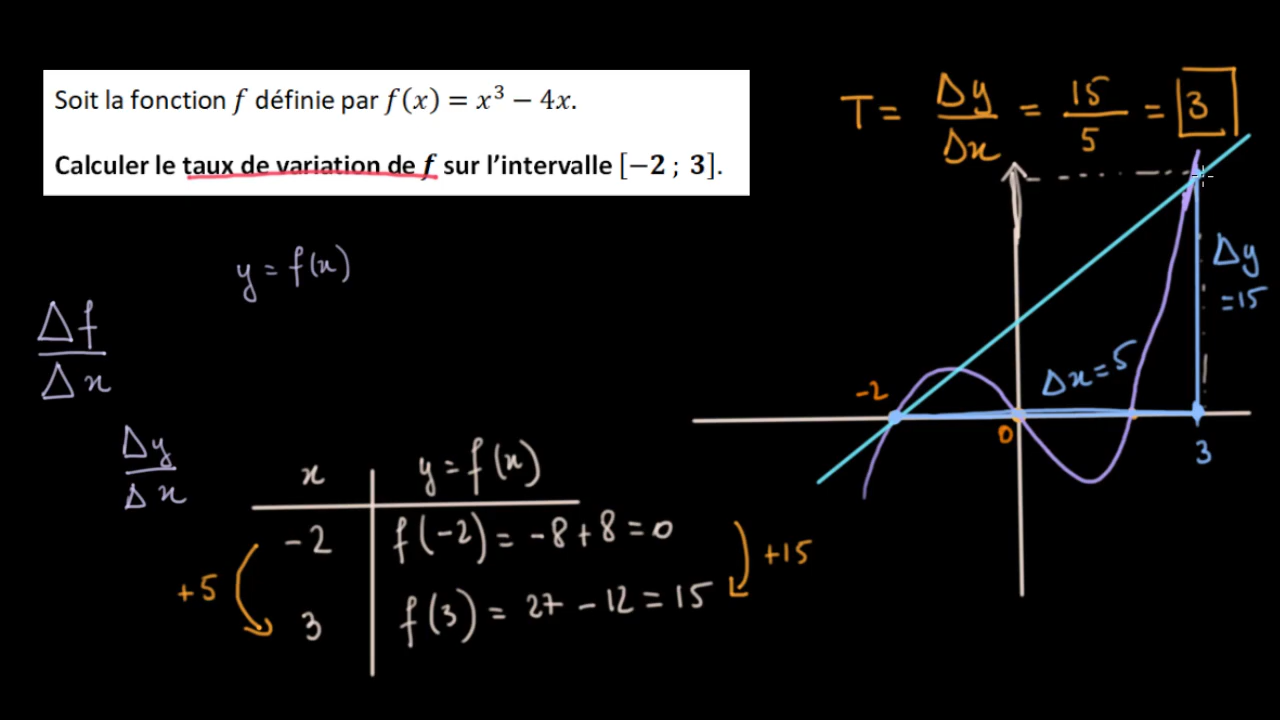 Soit la fonction f définie par f(x) = x³ − 4x.
Calculer le taux de variation de f sur l'intervalle [−2 ; 3].
T = Δy/Δx = 15/5 = 3
y = f(x)
Δf/Δx
Δy/Δx
x | y = f(x)
-2 | f(-2) = -8+8 = 0
3 | f(3) = 27 - 12 = 15
+5
+15
Δy
=15
Δx=5
-2
0
3